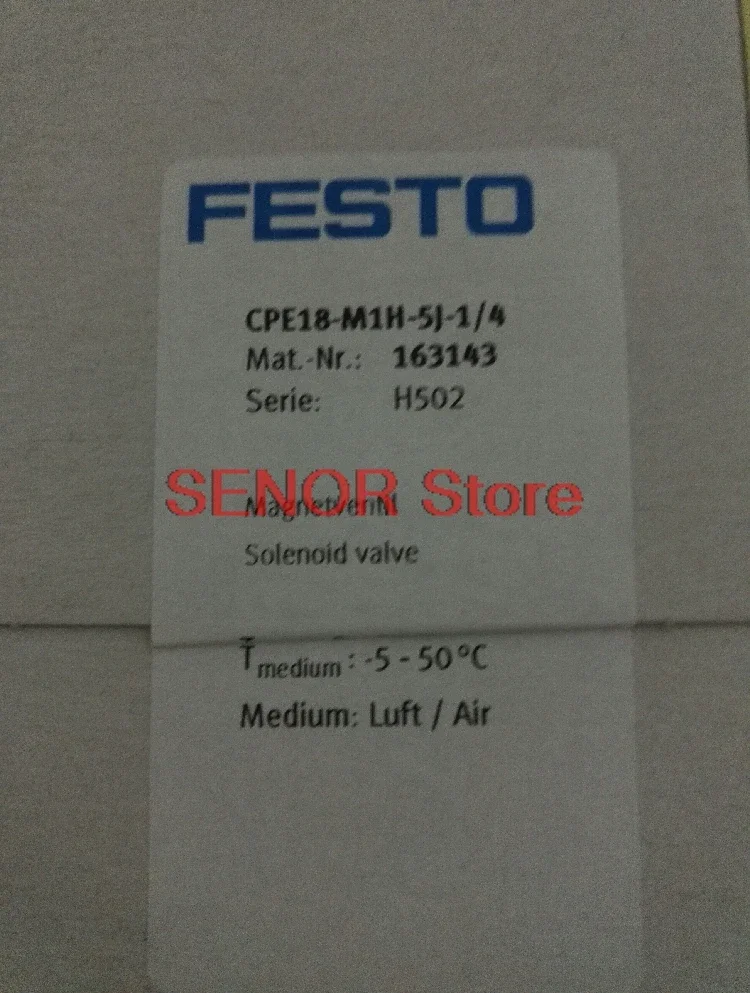 FESTO
CPE18-M1H-5J-1/4
Mat.-Nr.: 163143
Serie: H502
SENOR Store
Magnetventil
Solenoid valve
Tmedium : -5 - 50°C
Medium: Luft / Air